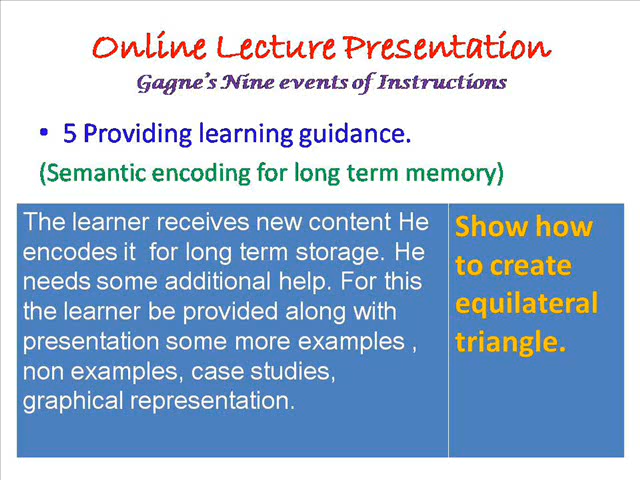 Online Lecture Presentation
Gagne's Nine events of Instructions
• 5 Providing learning guidance.
(Semantic encoding for long term memory)
The learner receives new content He
encodes it for long term storage. He
needs some additional help. For this
the learner be provided along with
presentation some more examples ,
non examples, case studies,
graphical representation.
Show how
to create
equilateral
triangle.